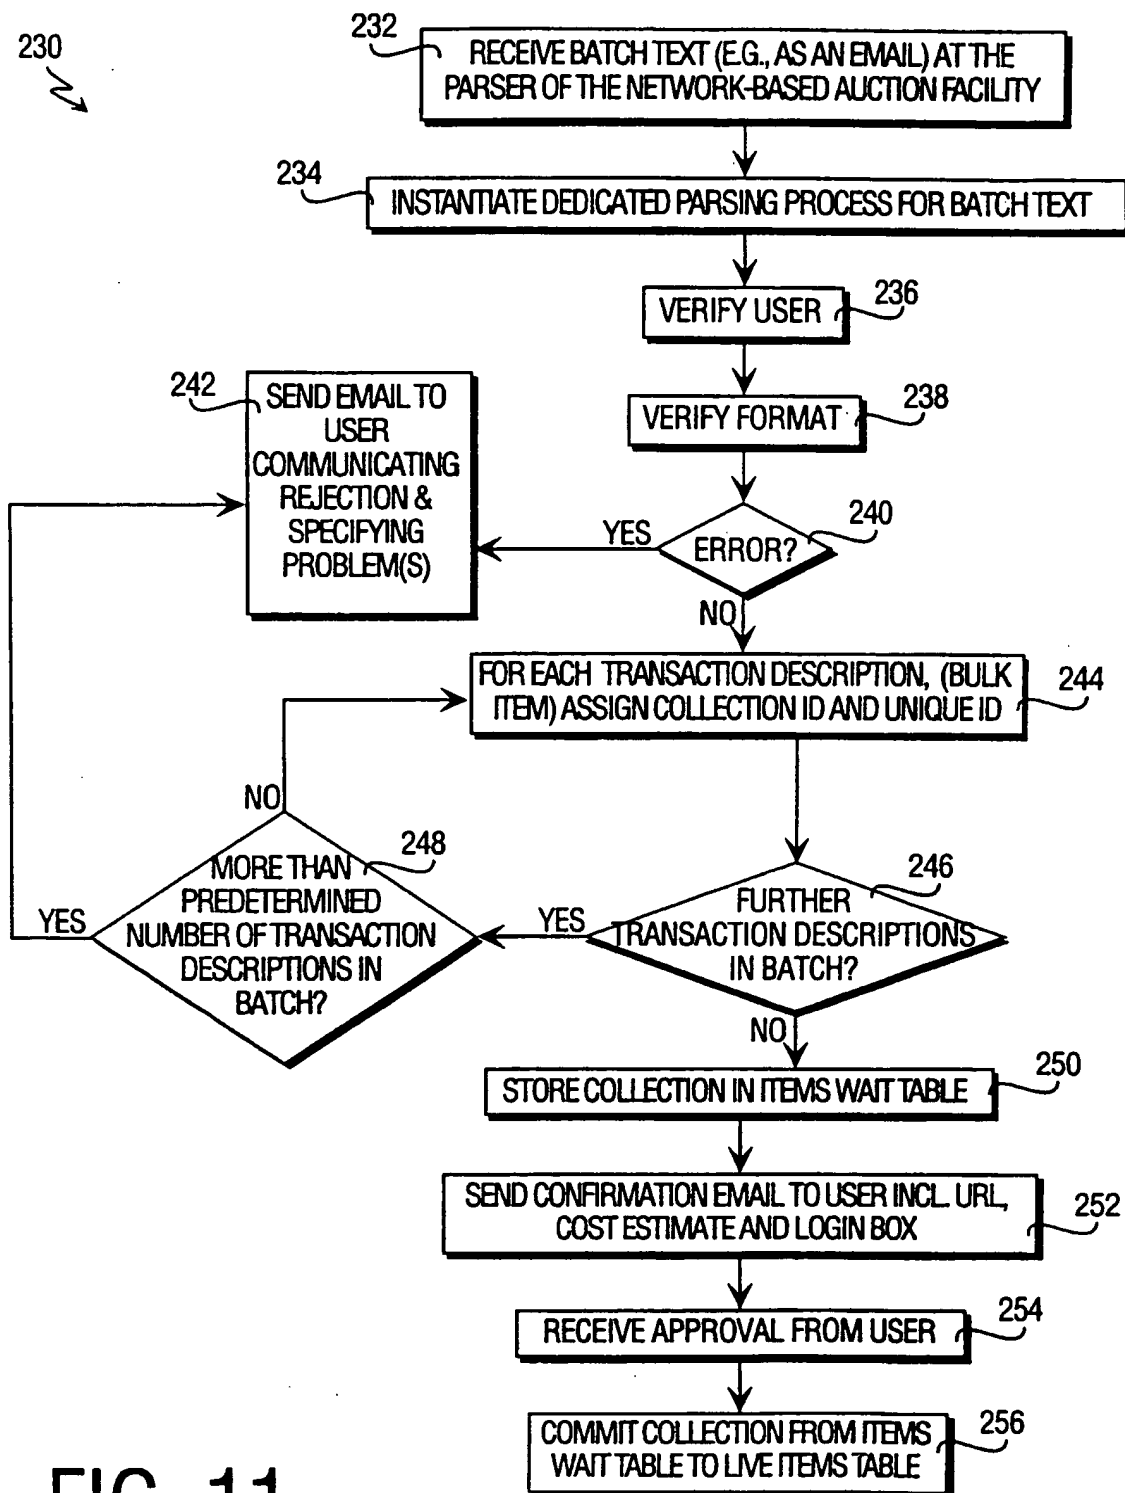 230
232
RECEIVE BATCH TEXT (E.G., AS AN EMAIL) AT THE
PARSER OF THE NETWORK-BASED AUCTION FACILITY
234
INSTANTIATE DEDICATED PARSING PROCESS FOR BATCH TEXT
VERIFY USER
236
VERIFY FORMAT
238
242
SEND EMAIL TO
USER
COMMUNICATING
REJECTION &
SPECIFYING
PROBLEM(S)
YES
ERROR?
240
NO
FOR EACH TRANSACTION DESCRIPTION, (BULK
ITEM) ASSIGN COLLECTION ID AND UNIQUE ID
244
NO
248
MORE THAN
PREDETERMINED
NUMBER OF TRANSACTION
DESCRIPTIONS IN
BATCH?
YES
YES
246
FURTHER
TRANSACTION DESCRIPTIONS
IN BATCH?
NO
STORE COLLECTION IN ITEMS WAIT TABLE
250
SEND CONFIRMATION EMAIL TO USER INCL. URL,
COST ESTIMATE AND LOGIN BOX
252
RECEIVE APPROVAL FROM USER
254
COMMIT COLLECTION FROM ITEMS
WAIT TABLE TO LIVE ITEMS TABLE
256
FIG. 11